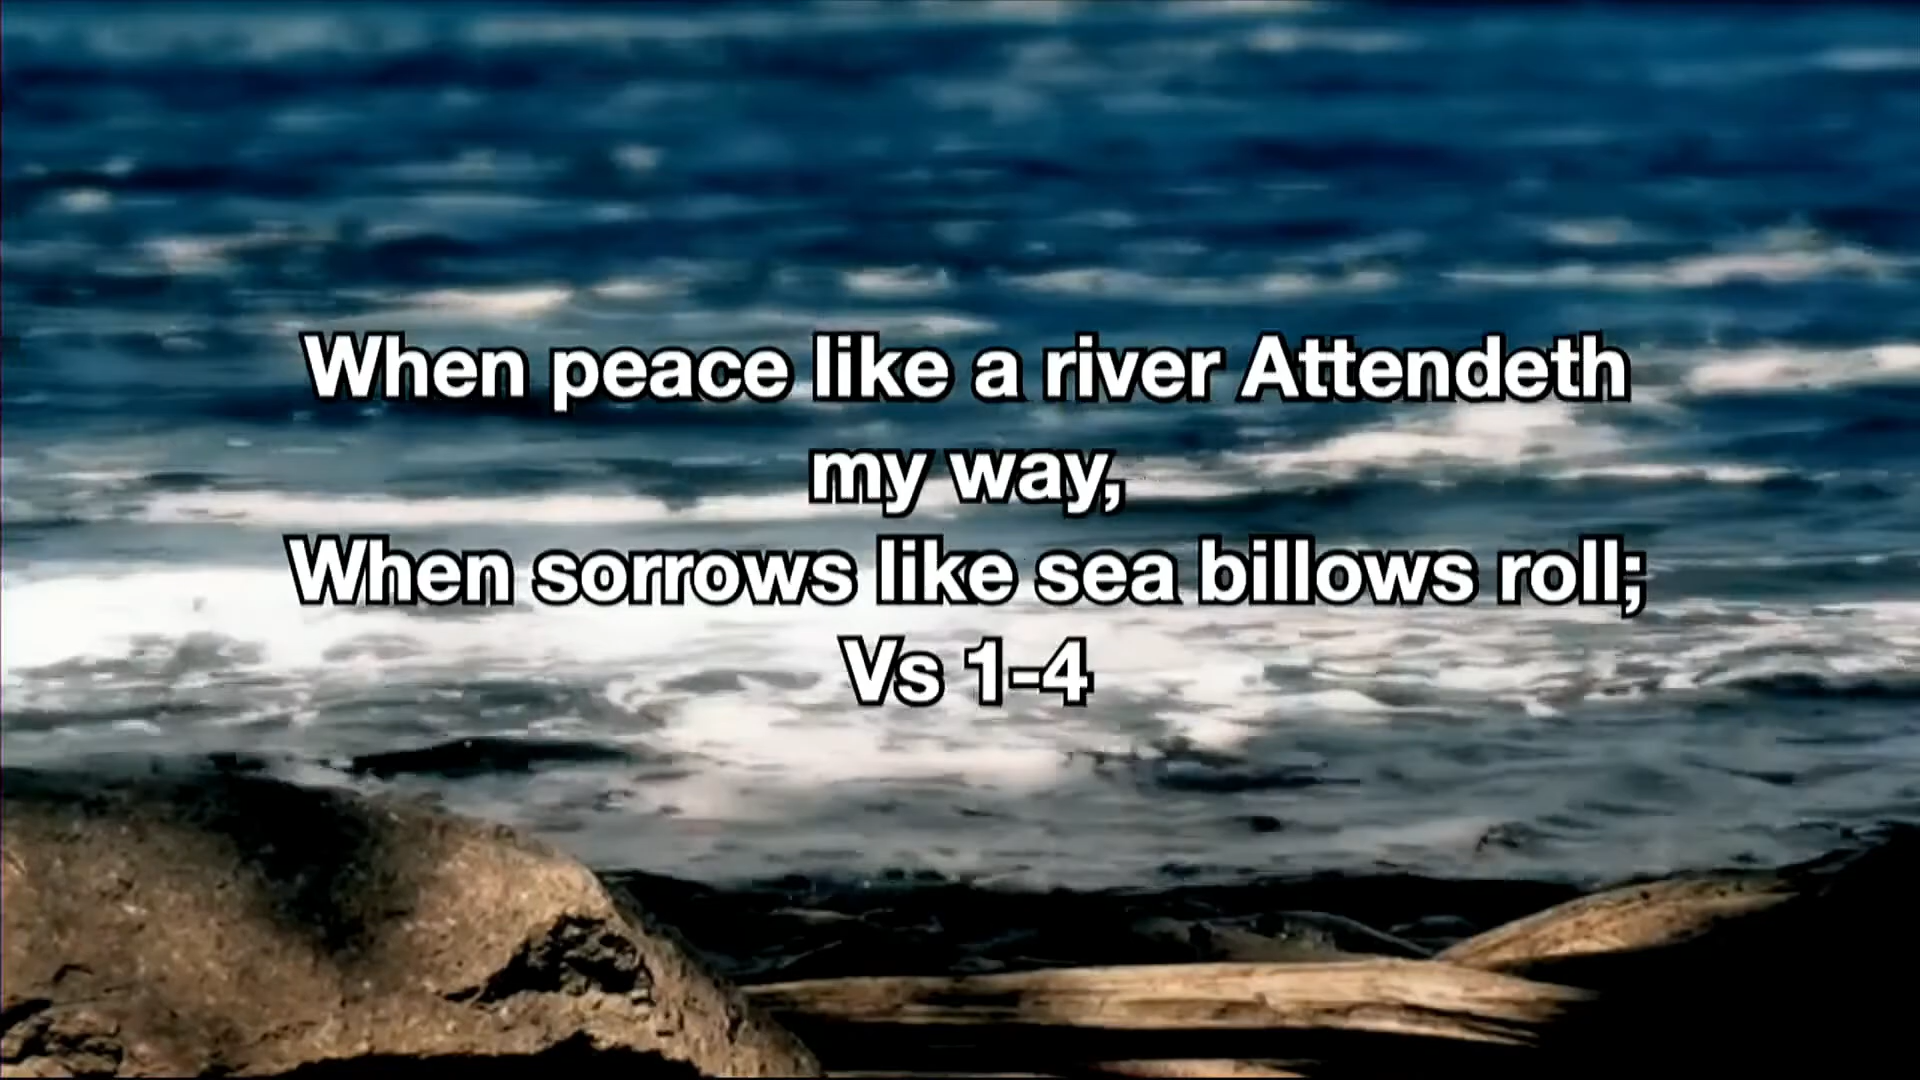 When peace like a river Attendeth
my way,
When sorrows like sea billows roll;
Vs 1-4